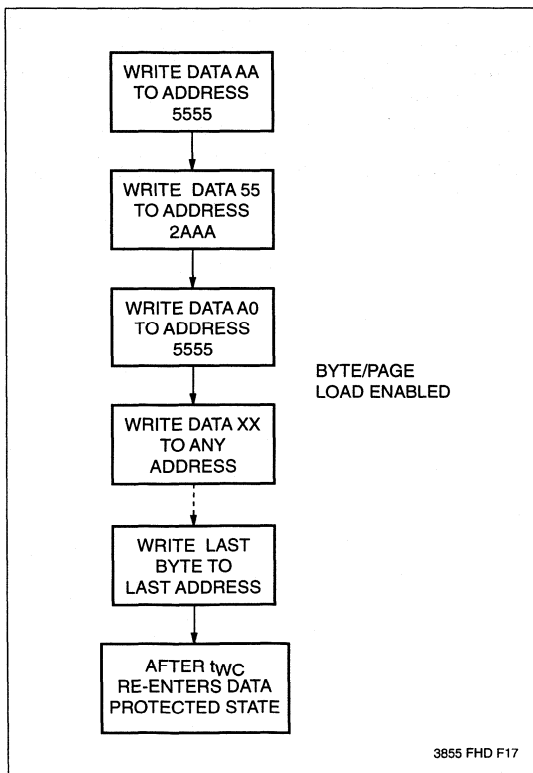 WRITE DATA AA
TO ADDRESS
5555
WRITE DATA 55
TO ADDRESS
2AAA
WRITE DATA A0
TO ADDRESS
5555
BYTE/PAGE
LOAD ENABLED
WRITE DATA XX
TO ANY
ADDRESS
WRITE LAST
BYTE TO
LAST ADDRESS
AFTER tWC
RE-ENTERS DATA
PROTECTED STATE
3855 FHD F17